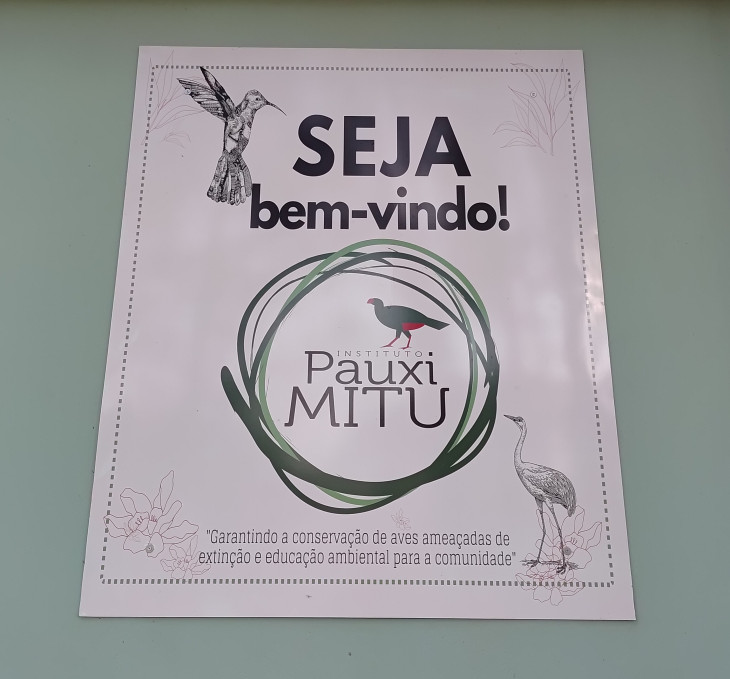 SEJA
bem-vindo!
INSTITUTO
Pauxi
MITU
"Garantindo a conservação de aves ameaçadas de
extinção e educação ambiental para a comunidade"